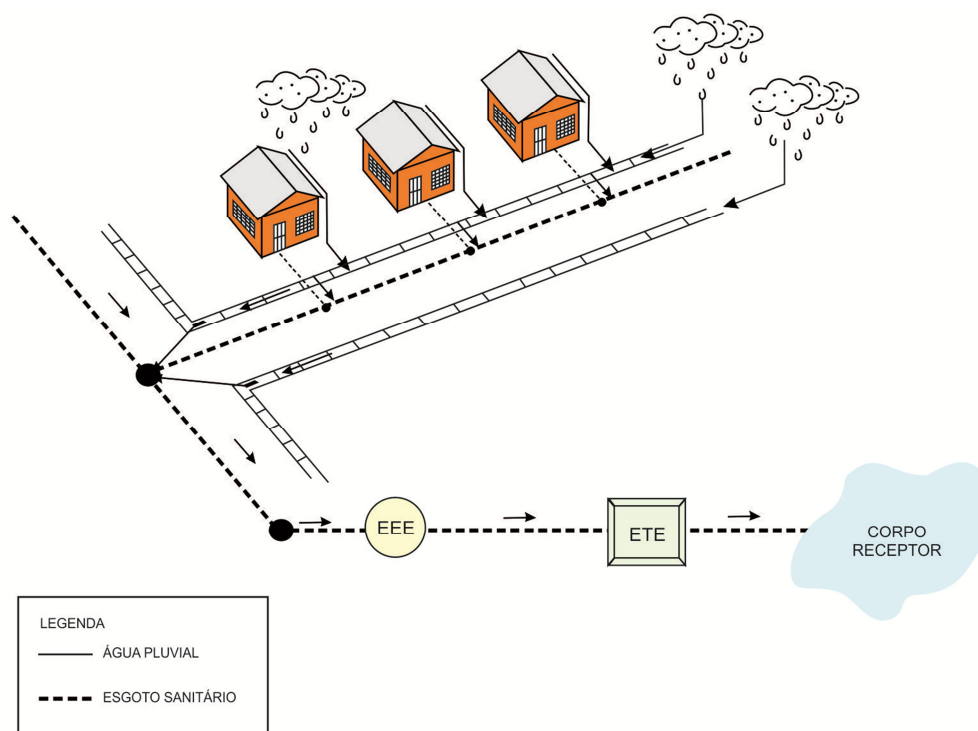 EEE
ETE
CORPO
RECEPTOR
LEGENDA
ÁGUA PLUVIAL
ESGOTO SANITÁRIO